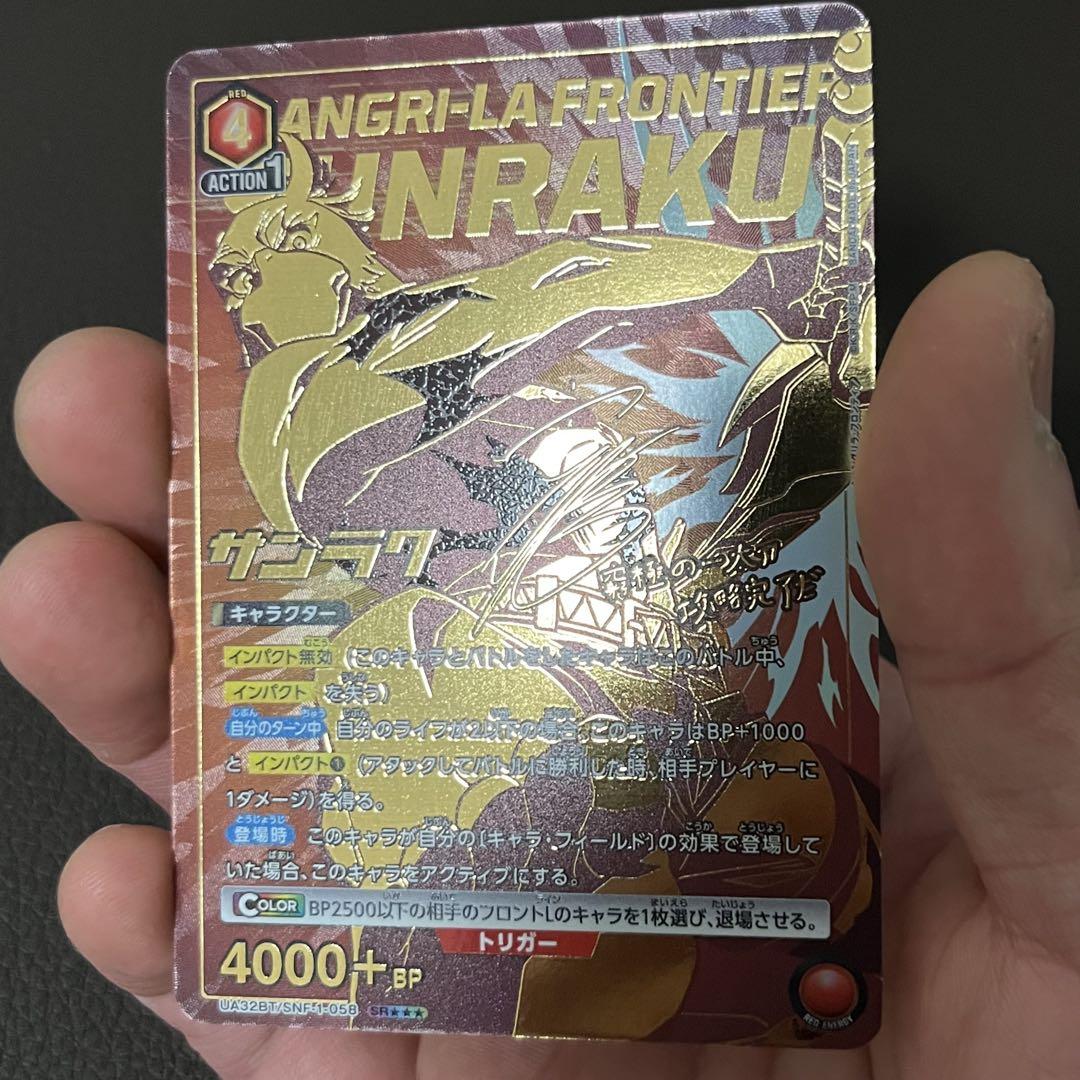 RED
4
ACTION1
ANGRI-LA FRONTIER
UNRAKU
サンラク
キャラクター
インパクト無効 (このキャラとバトルをしたキャラはこのバトル中、
インパクト を失う)
自分のターン中 自分のライフが2以下の場合、このキャラはBP+1000
と インパクト❶ (アタックしてバトルに勝利した時、相手プレイヤーに
1ダメージ)を得る。
登場時 このキャラが自分の〔キャラ・フィールド〕の効果で登場して
いた場合、このキャラをアクティブにする。
COLOR BP2500以下の相手のフロントLのキャラを1枚選び、退場させる。
トリガー
4000+ BP
UA32BT/SNF-1-058 SR★★★
RED ENERGY